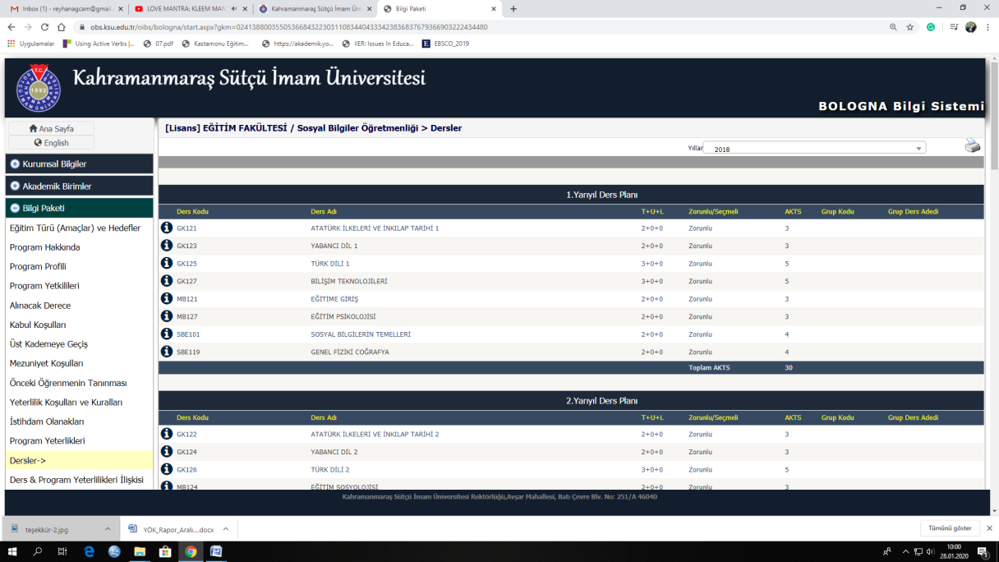 Inbox (1) - reyhanagcam@gmail.
LOVE MANTRA: KLEEM MAN
Kahramanmaraş Sütçü İmam Üni
Bilgi Paketi
obs.ksu.edu.tr/oibs/bologna/start.aspx?gkm=0241388003550536684322303110834404333423836837679366903222434480
Uygulamalar
Using Active Verbs |...
07.pdf
Kastamonu Eğitim...
https://akademik.yo...
IIER: Issues In Educa...
EBSCO_2019
T.C.
1992
Kahramanmaraş Sütçü İmam Üniversitesi
BOLOGNA Bilgi Sistemi
Ana Sayfa
English
Kurumsal Bilgiler
Akademik Birimler
Bilgi Paketi
Eğitim Türü (Amaçlar) ve Hedefler
Program Hakkında
Program Profili
Program Yetkilileri
Alınacak Derece
Kabul Koşulları
Üst Kademeye Geçiş
Mezuniyet Koşulları
Önceki Öğrenmenin Tanınması
Yeterlilik Koşulları ve Kuralları
İstihdam Olanakları
Program Yeterlikleri
Dersler->
Ders & Program Yeterlilikleri İlişkisi
[Lisans] EĞİTİM FAKÜLTESİ / Sosyal Bilgiler Öğretmenliği > Dersler
Yıllar 2018
1.Yarıyıl Ders Planı
Ders Kodu Ders Adı T+U+L Zorunlu/Seçmeli AKTS Grup Kodu Grup Ders Adedi
GK121 ATATÜRK İLKELERİ VE İNKILAP TARİHİ 1 2+0+0 Zorunlu 3
GK123 YABANCI DİL 1 2+0+0 Zorunlu 3
GK125 TÜRK DİLİ 1 3+0+0 Zorunlu 5
GK127 BİLİŞİM TEKNOLOJİLERİ 3+0+0 Zorunlu 5
MB121 EĞİTİME GİRİŞ 2+0+0 Zorunlu 3
MB127 EĞİTİM PSİKOLOJİSİ 2+0+0 Zorunlu 3
SBE101 SOSYAL BİLGİLERİN TEMELLERİ 2+0+0 Zorunlu 4
SBE119 GENEL FİZİKİ COĞRAFYA 2+0+0 Zorunlu 4
Toplam AKTS 30
2.Yarıyıl Ders Planı
Ders Kodu Ders Adı T+U+L Zorunlu/Seçmeli AKTS Grup Kodu Grup Ders Adedi
GK122 ATATÜRK İLKELERİ VE İNKILAP TARİHİ 2 2+0+0 Zorunlu 3
GK124 YABANCI DİL 2 2+0+0 Zorunlu 3
GK126 TÜRK DİLİ 2 3+0+0 Zorunlu 5
MB124 EĞİTİM SOSYOLOJİSİ 2+0+0 Zorunlu 3
Kahramanmaraş Sütçü İmam Üniversitesi Rektörlüğü,Avşar Mahallesi, Batı Çevre Blv. No: 251/A 46040
teşekkür-2.jpg
YÖK_Rapor_Aralı....docx
Tümünü göster
10:00
28.01.2020